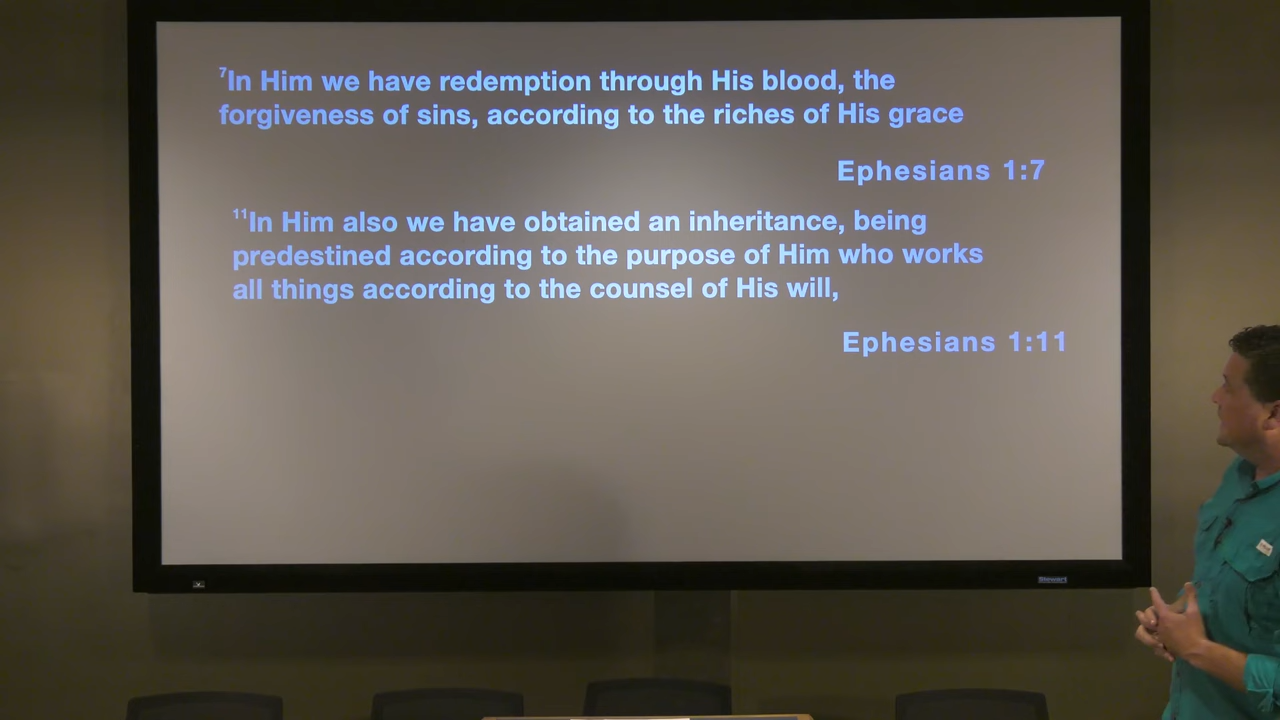 ⁷In Him we have redemption through His blood, the
forgiveness of sins, according to the riches of His grace
Ephesians 1:7
¹¹In Him also we have obtained an inheritance, being
predestined according to the purpose of Him who works
all things according to the counsel of His will,
Ephesians 1:11
Stewart